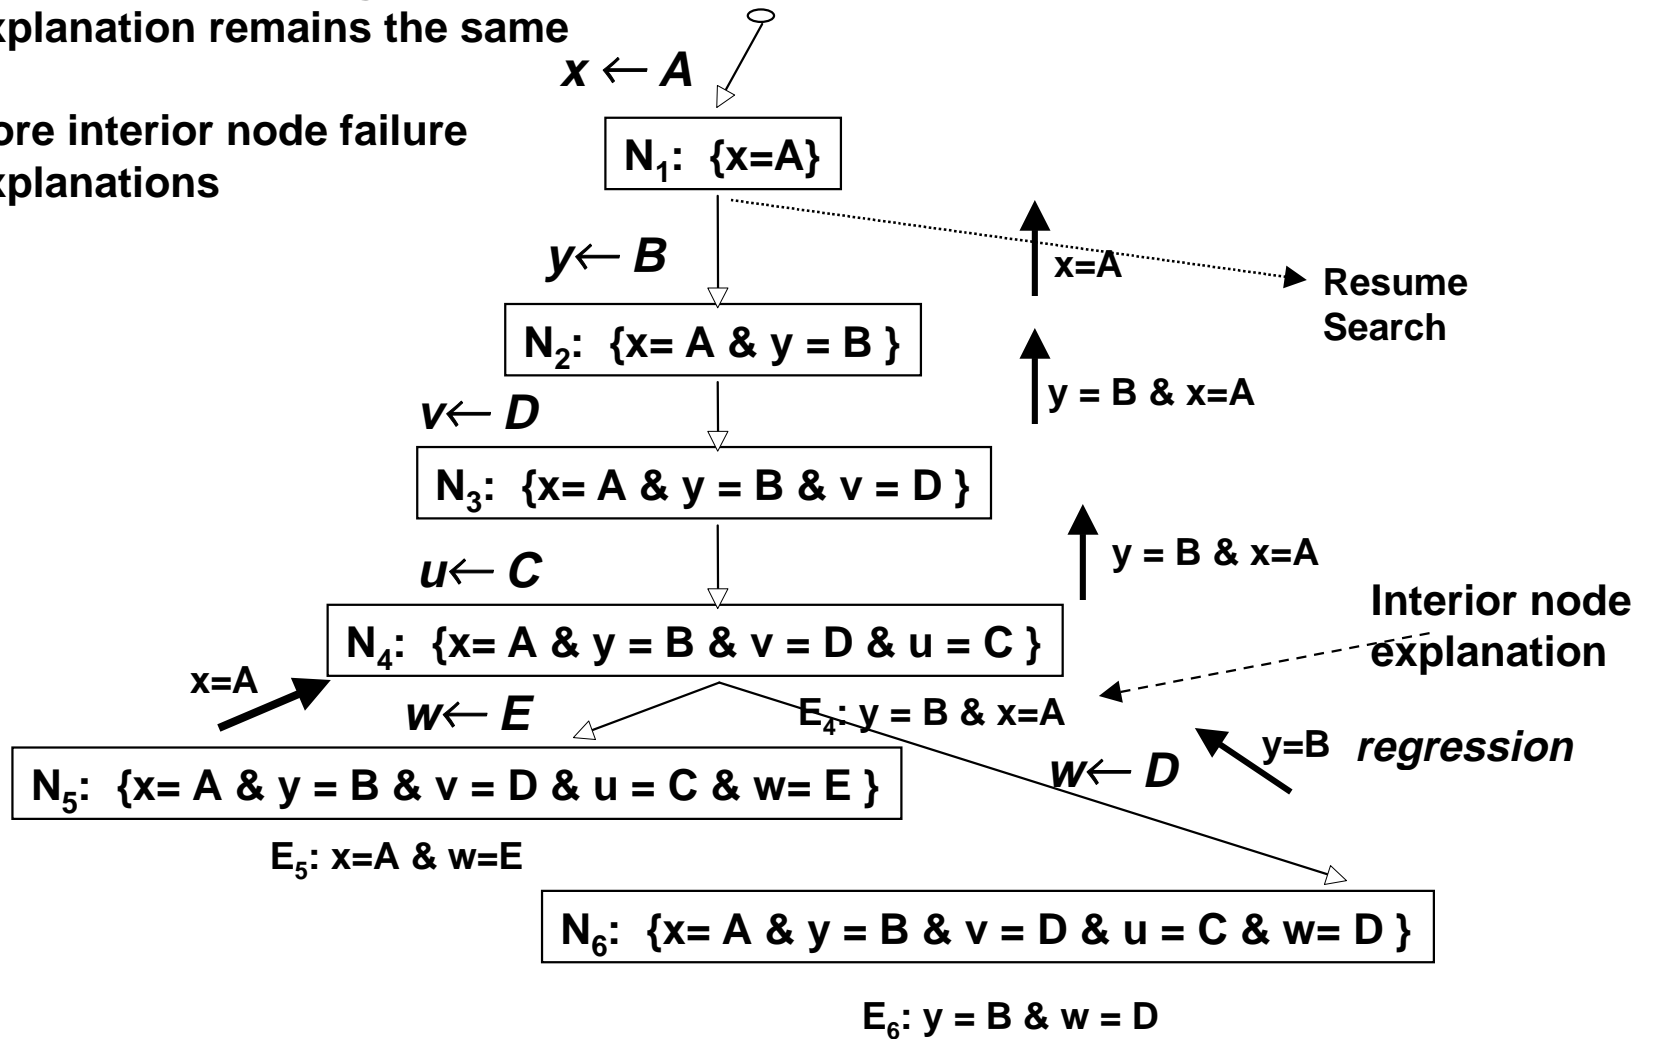 xplanation remains the same
x ← A
ore interior node failure
xplanations
N1: {x=A}
y← B
x=A
Resume
Search
N2: {x= A & y = B }
y = B & x=A
v← D
N3: {x= A & y = B & v = D }
u← C
y = B & x=A
Interior node
explanation
N4: {x= A & y = B & v = D & u = C }
x=A
w← E
E4: y = B & x=A
y=B regression
w← D
N5: {x= A & y = B & v = D & u = C & w= E }
E5: x=A & w=E
N6: {x= A & y = B & v = D & u = C & w= D }
E6: y = B & w = D